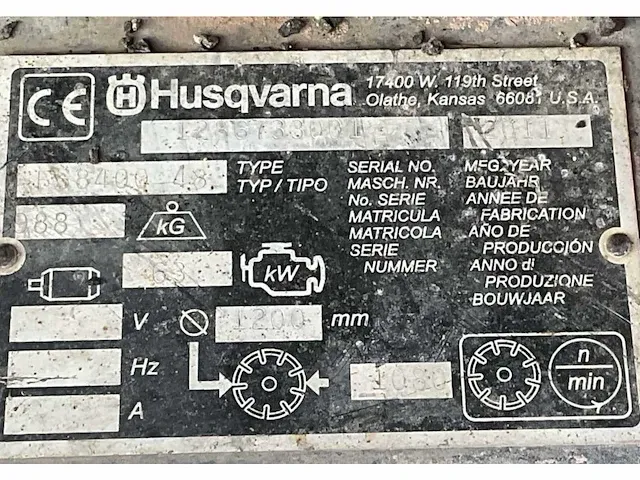 CE Husqvarna
17400 W. 119th Street
Olathe, Kansas 66061 U.S.A.
2011
TYPE
TYP / TIPO
SERIAL NO.
MASCH. NR.
No. SERIE
MATRICULA
MATRICOLA
SERIE
NUMMER
MFG. YEAR
BAUJAHR
ANNÉE DE
FABRICATION
AÑO DE
PRODUCCIÓN
ANNO di
PRODUZIONE
BOUWJAAR
kG
kW
V
1200 mm
Hz
A
n
min